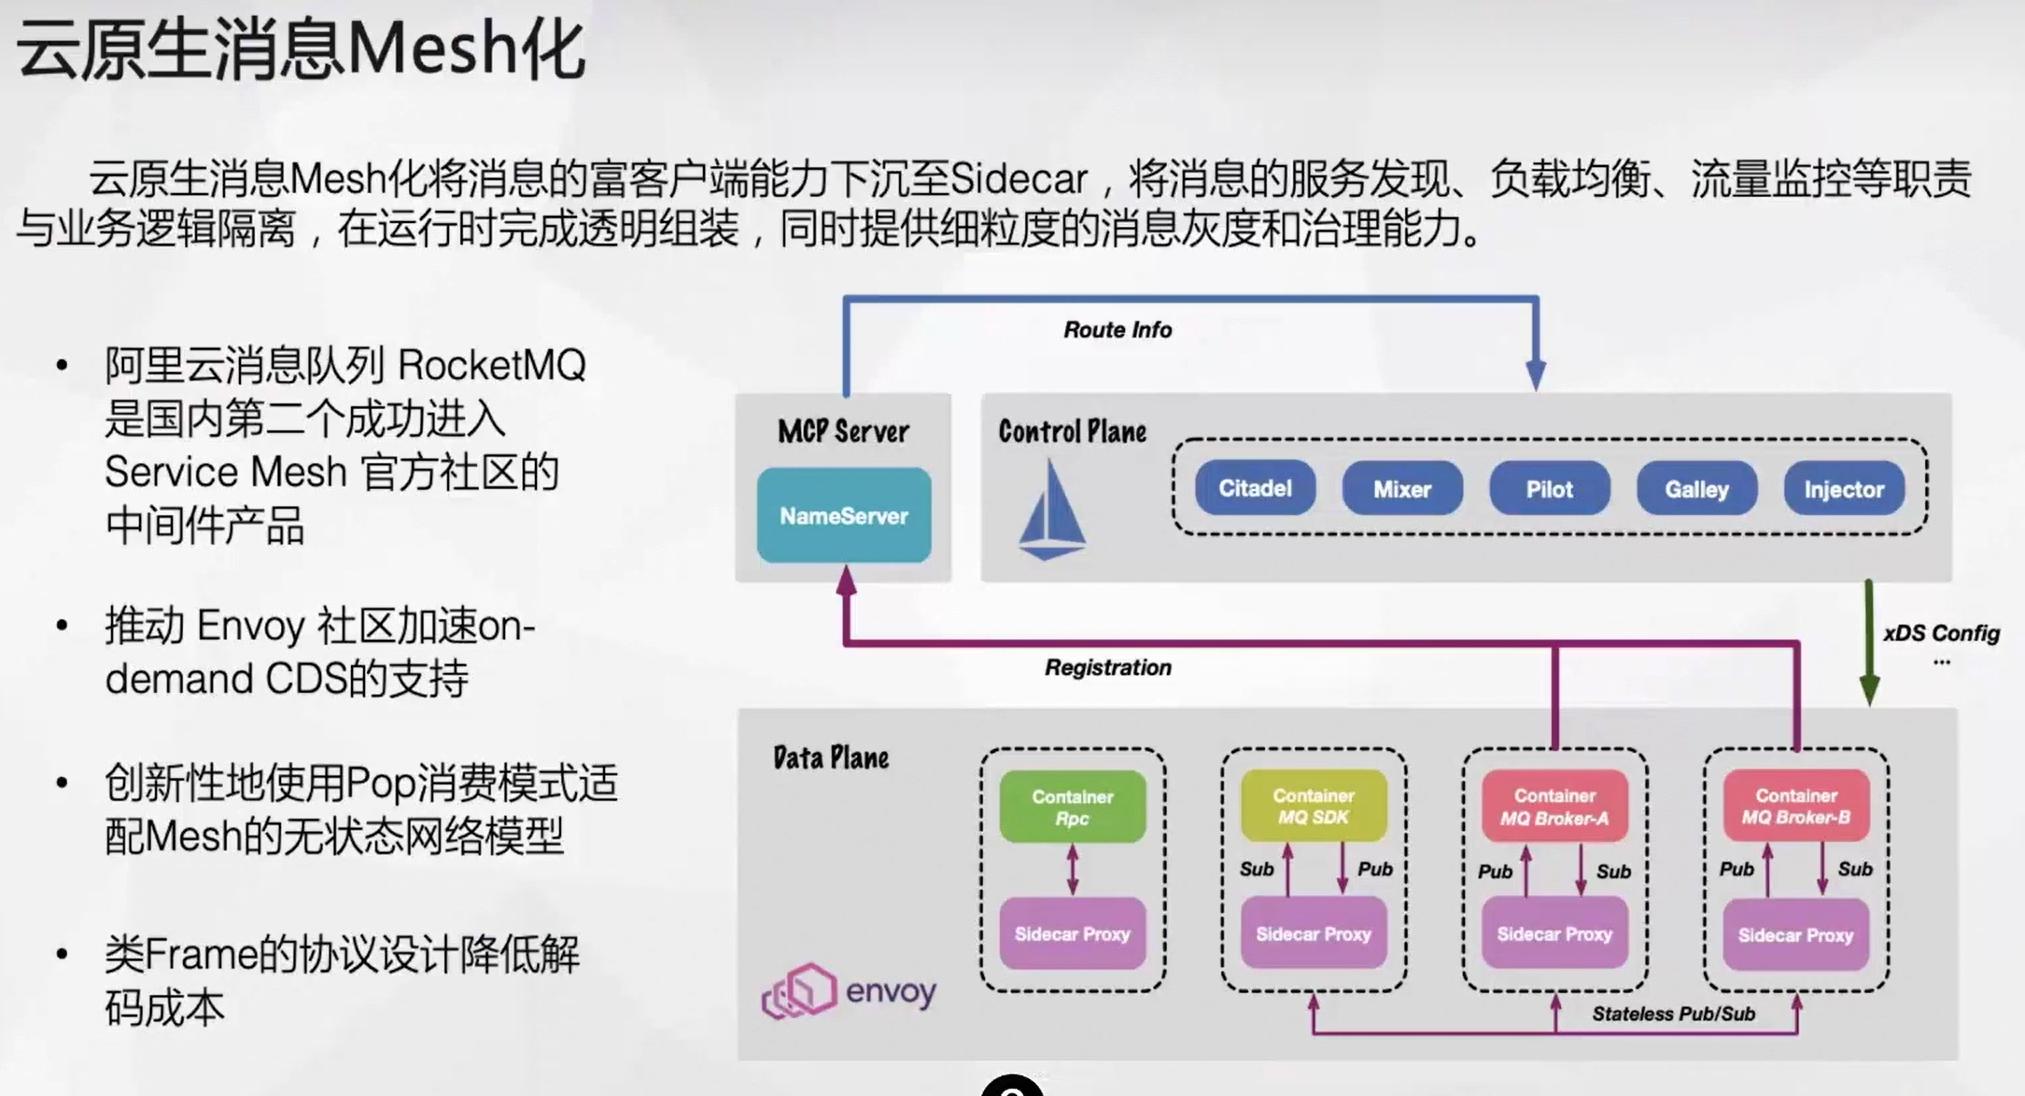 云原生消息Mesh化
云原生消息Mesh化将消息的富客户端能力下沉至Sidecar，将消息的服务发现、负载均衡、流量监控等职责
与业务逻辑隔离，在运行时完成透明组装，同时提供细粒度的消息灰度和治理能力。
• 阿里云消息队列 RocketMQ
是国内第二个成功进入
Service Mesh 官方社区的
中间件产品
• 推动 Envoy 社区加速on-
demand CDS的支持
• 创新性地使用Pop消费模式适
配Mesh的无状态网络模型
• 类Frame的协议设计降低解
码成本
Route Info
MCP Server
NameServer
Control Plane
Citadel
Mixer
Pilot
Galley
Injector
Registration
xDS Config
...
Data Plane
Container
Rpc
Sidecar Proxy
Container
MQ SDK
Sub
Pub
Sidecar Proxy
Container
MQ Broker-A
Pub
Sub
Sidecar Proxy
Container
MQ Broker-B
Pub
Sub
Sidecar Proxy
envoy
Stateless Pub/Sub